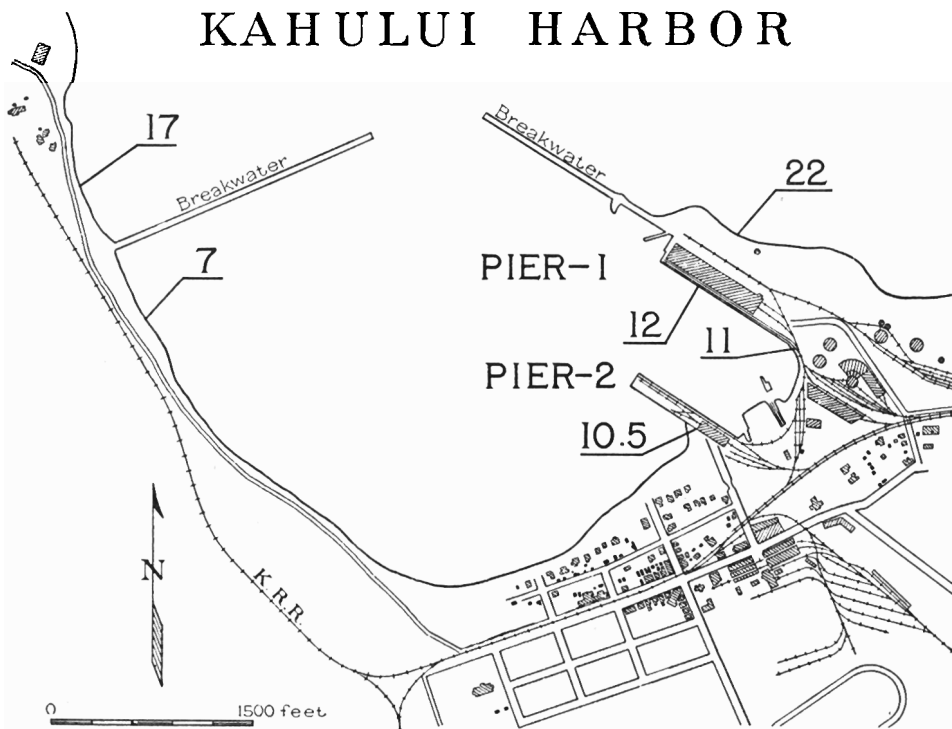 KAHULUI HARBOR
17
Breakwater
Breakwater
22
7
PIER-1
12
11
PIER-2
10.5
N
K.R.R.
0 1500 feet